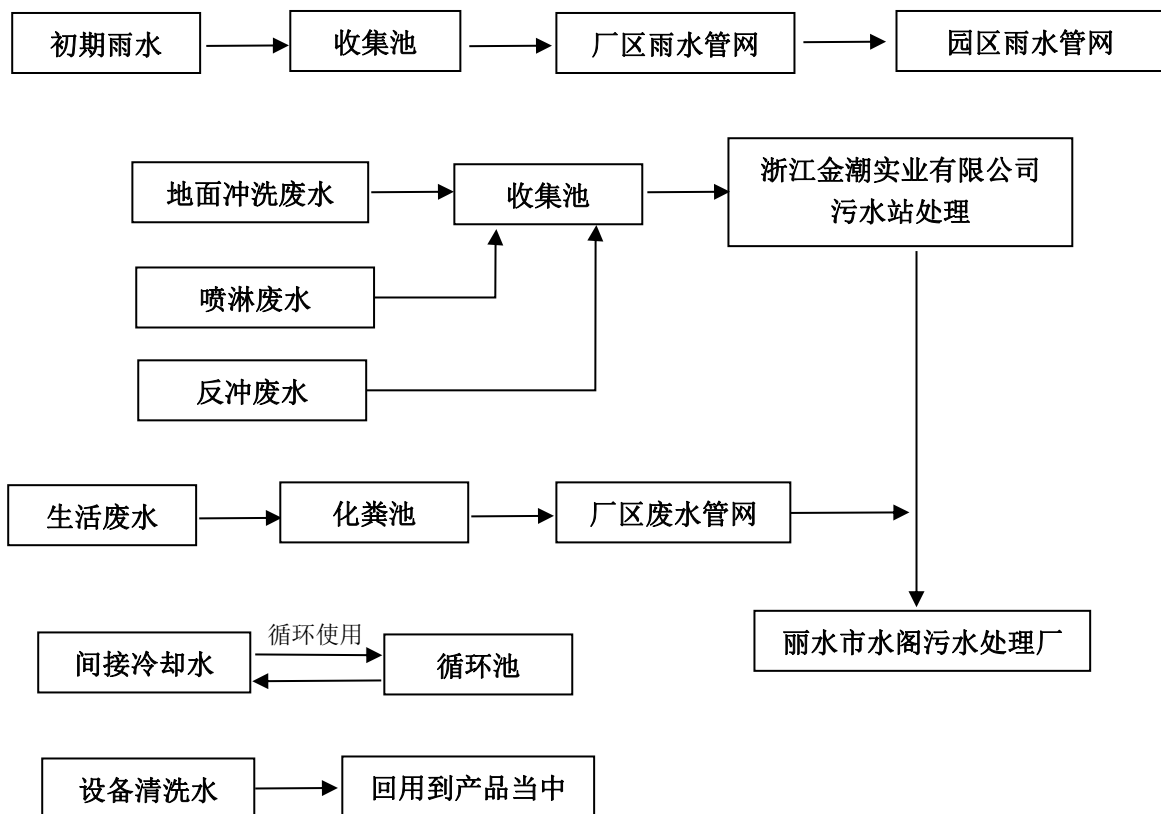 初期雨水
收集池
厂区雨水管网
园区雨水管网
地面冲洗废水
收集池
浙江金潮实业有限公司
污水站处理
喷淋废水
反冲废水
生活废水
化粪池
厂区废水管网
丽水市水阁污水处理厂
间接冷却水
循环使用
循环池
设备清洗水
回用到产品当中